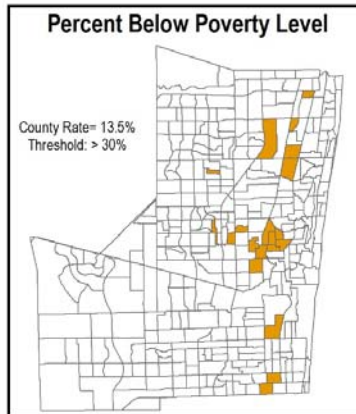 Percent Below Poverty Level
County Rate= 13.5%
Threshold: > 30%